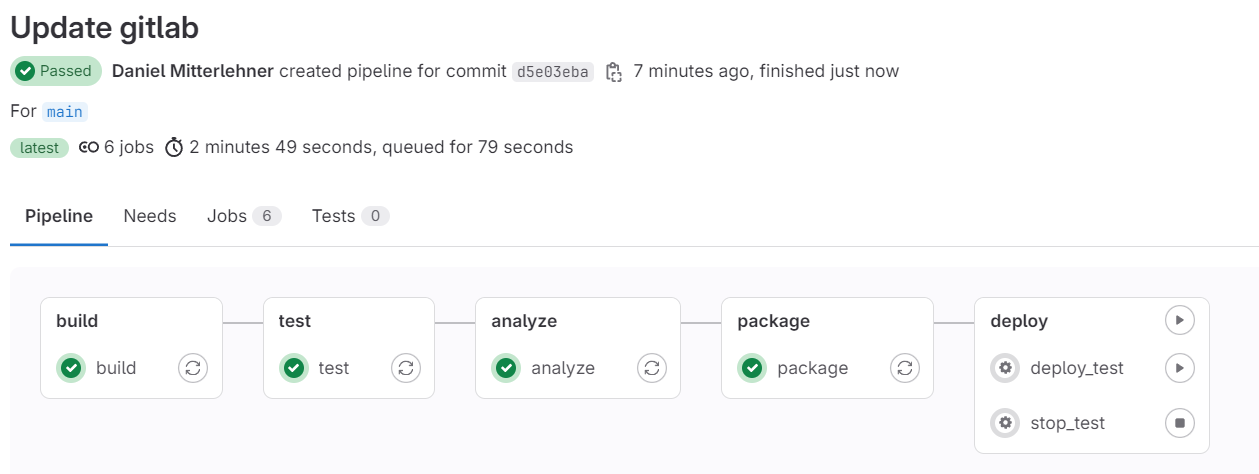 Update gitlab
Passed Daniel Mitterlehner created pipeline for commit d5e03eba 7 minutes ago, finished just now
For main
latest 6 jobs 2 minutes 49 seconds, queued for 79 seconds
Pipeline Needs Jobs 6 Tests 0
build test analyze package deploy
build test analyze package deploy_test
stop_test